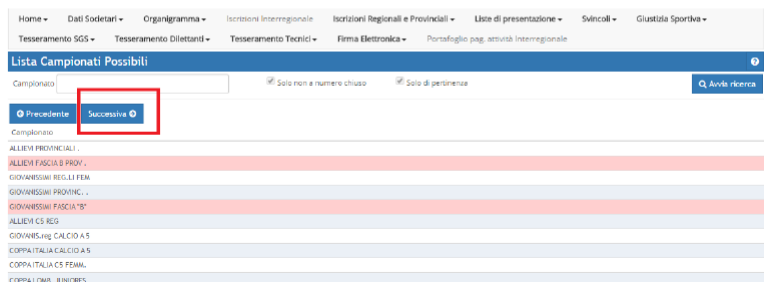 Home Dati Societari Organigramma Iscrizioni Interregionale Iscrizioni Regionali e Provinciali Liste di presentazione Svincoli Giustizia Sportiva
Tesseramento SGS Tesseramento Dilettanti Tesseramento Tecnici Firma Elettronica Portafoglio pag. attività Interregionale
Lista Campionati Possibili ?
Campionato Solo non a numero chiuso Solo di pertinenza Avvia ricerca
Precedente Successiva
Campionato
ALLIEVI PROVINCIALI .
ALLIEVI FASCIA B PROV .
GIOVANISSIMI REG.LI FEM
GIOVANISSIMI PROVINC. .
GIOVANISSIMI FASCIA "B"
ALLIEVI C5 REG
GIOVANIS.reg CALCIO A 5
COPPA ITALIA CALCIO A 5
COPPA ITALIA C5 FEMM.
COPPA LOMB. JUNIORES